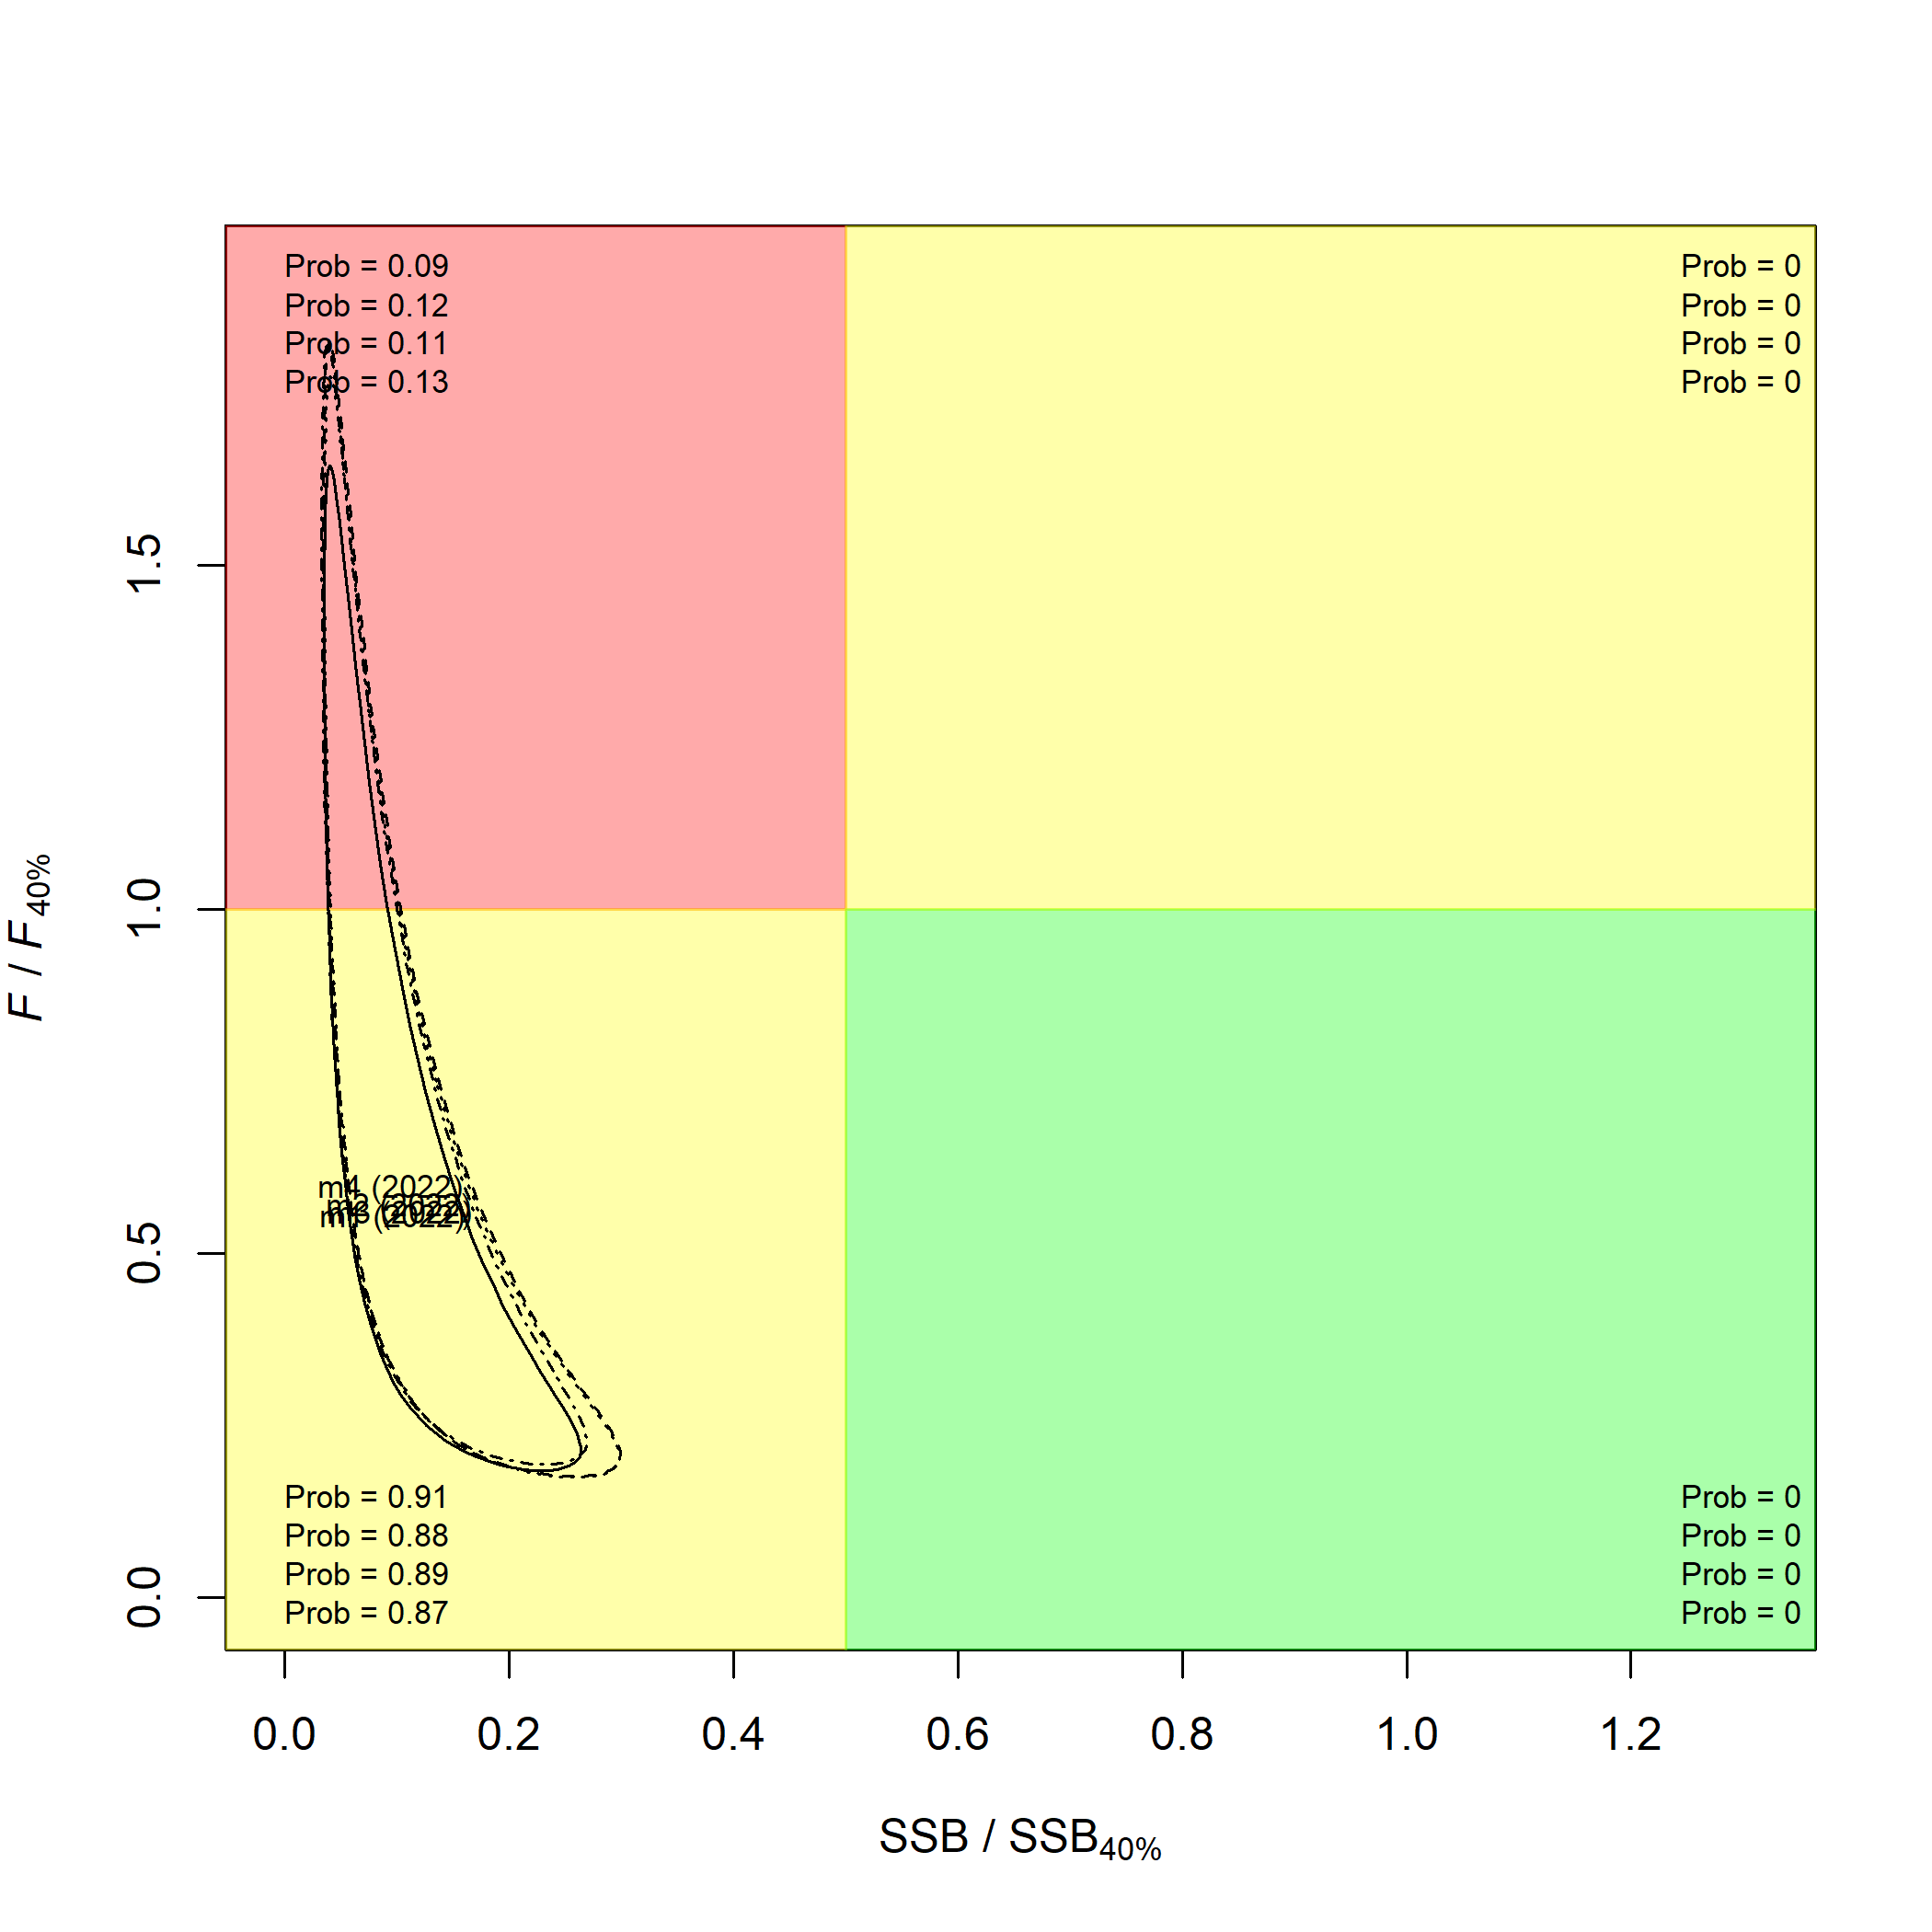 Prob = 0.09
Prob = 0.12
Prob = 0.11
Prob = 0.13
Prob = 0
Prob = 0
Prob = 0
Prob = 0
1.5
1.0
0.5
0.0
F / F40%
m4 (2022)
(2022)
(2022)
Prob = 0.91
Prob = 0.88
Prob = 0.89
Prob = 0.87
Prob = 0
Prob = 0
Prob = 0
Prob = 0
0.0 0.2 0.4 0.6 0.8 1.0 1.2
SSB / SSB40%